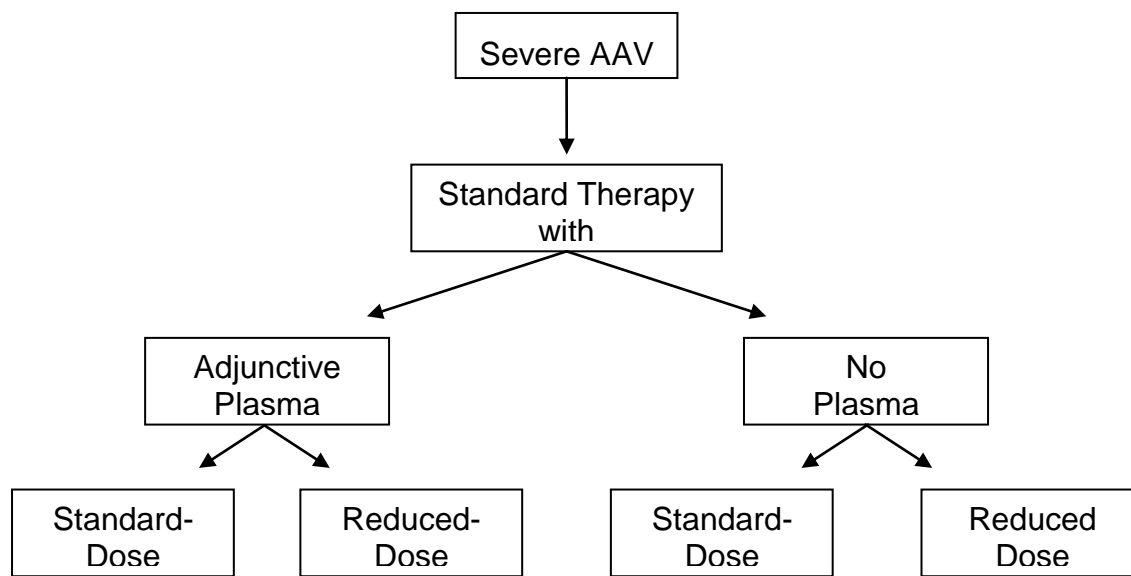 Severe AAV
Standard Therapy
with
Adjunctive
Plasma
No
Plasma
Standard-
Dose
Reduced-
Dose
Standard-
Dose
Reduced
Dose